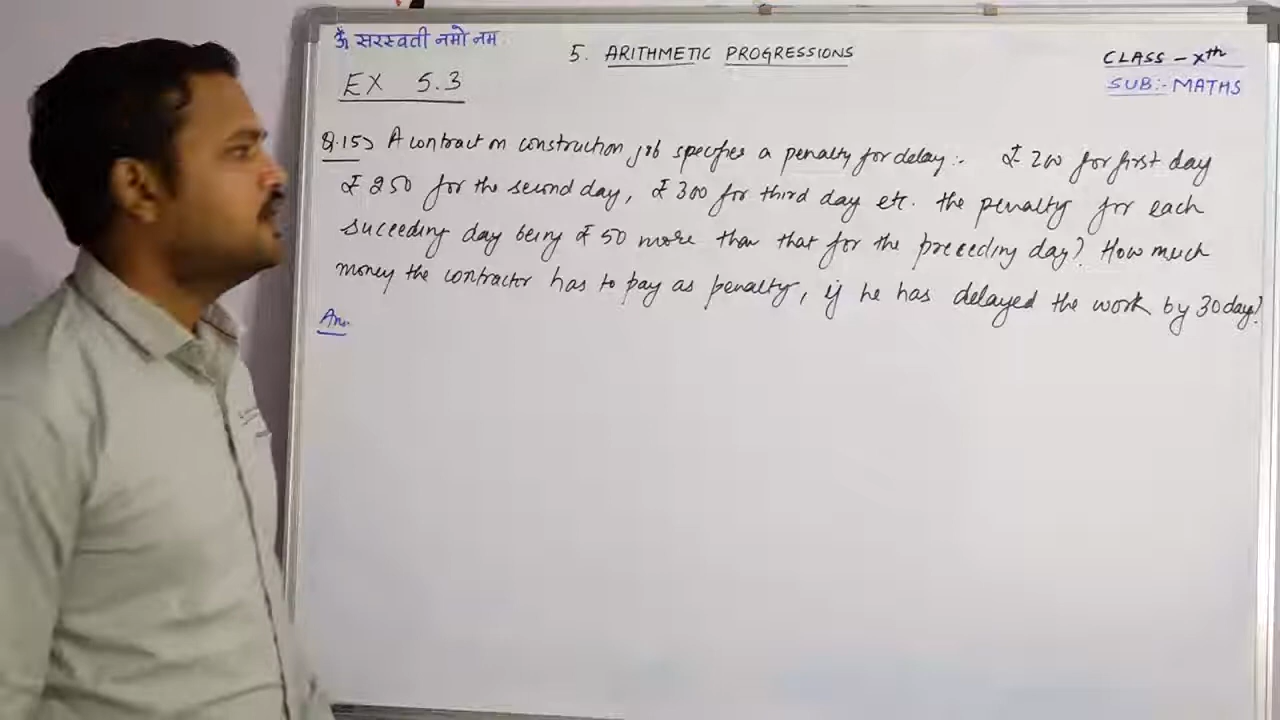 ॐ सरस्वती नमो नम
5. ARITHMETIC PROGRESSIONS
CLASS - Xth
SUB:- MATHS
EX 5.3
Q.15) A contract on construction job specifies a penalty for delay:- ₹ 200 for first day
₹ 250 for the second day, ₹ 300 for third day etc. the penalty for each
suceeding day being ₹ 50 more than that for the preceding day? How much
money the contractor has to pay as penalty, if he has delayed the work by 30 day?
Ans.